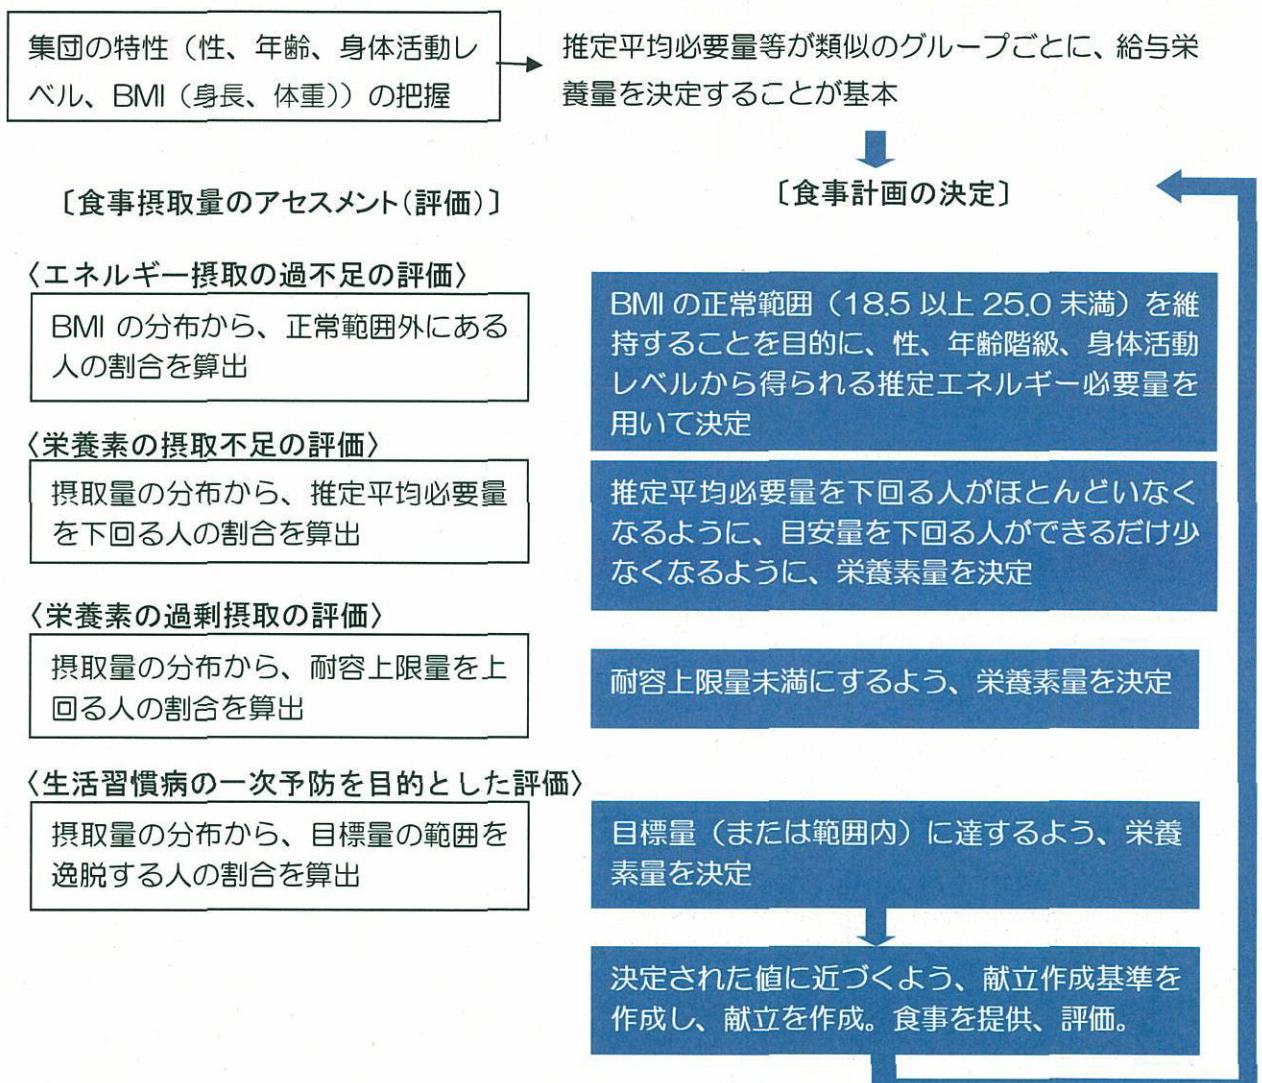 集団の特性（性、年齢、身体活動レ
ベル、BMI（身長、体重））の把握
推定平均必要量等が類似のグループごとに、給与栄
養量を決定することが基本
〔食事摂取量のアセスメント（評価）〕
〔食事計画の決定〕
〈エネルギー摂取の過不足の評価〉
BMI の分布から、正常範囲外にある
人の割合を算出
BMI の正常範囲（18.5 以上 25.0 未満）を維
持することを目的に、性、年齢階級、身体活動
レベルから得られる推定エネルギー必要量を
用いて決定
〈栄養素の摂取不足の評価〉
摂取量の分布から、推定平均必要量
を下回る人の割合を算出
推定平均必要量を下回る人がほとんどいなく
なるように、目安量を下回る人ができるだけ少
なくなるように、栄養素量を決定
〈栄養素の過剰摂取の評価〉
摂取量の分布から、耐容上限量を上
回る人の割合を算出
耐容上限量未満にするよう、栄養素量を決定
〈生活習慣病の一次予防を目的とした評価〉
摂取量の分布から、目標量の範囲を
逸脱する人の割合を算出
目標量（または範囲内）に達するよう、栄養
素量を決定
決定された値に近づくよう、献立作成基準を
作成し、献立を作成。食事を提供、評価。